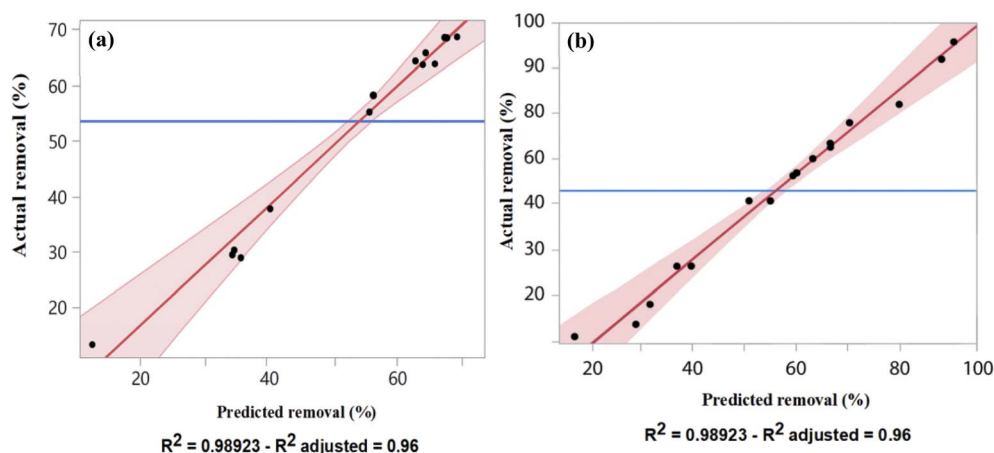 (a)
Actual removal (%)
70
60
50
40
30
20
20
40
60
Predicted removal (%)
R² = 0.98923 - R² adjusted = 0.96
(b)
Actual removal (%)
100
90
80
60
40
30
20
20
40
60
80
100
Predicted removal (%)
R² = 0.98923 - R² adjusted = 0.96